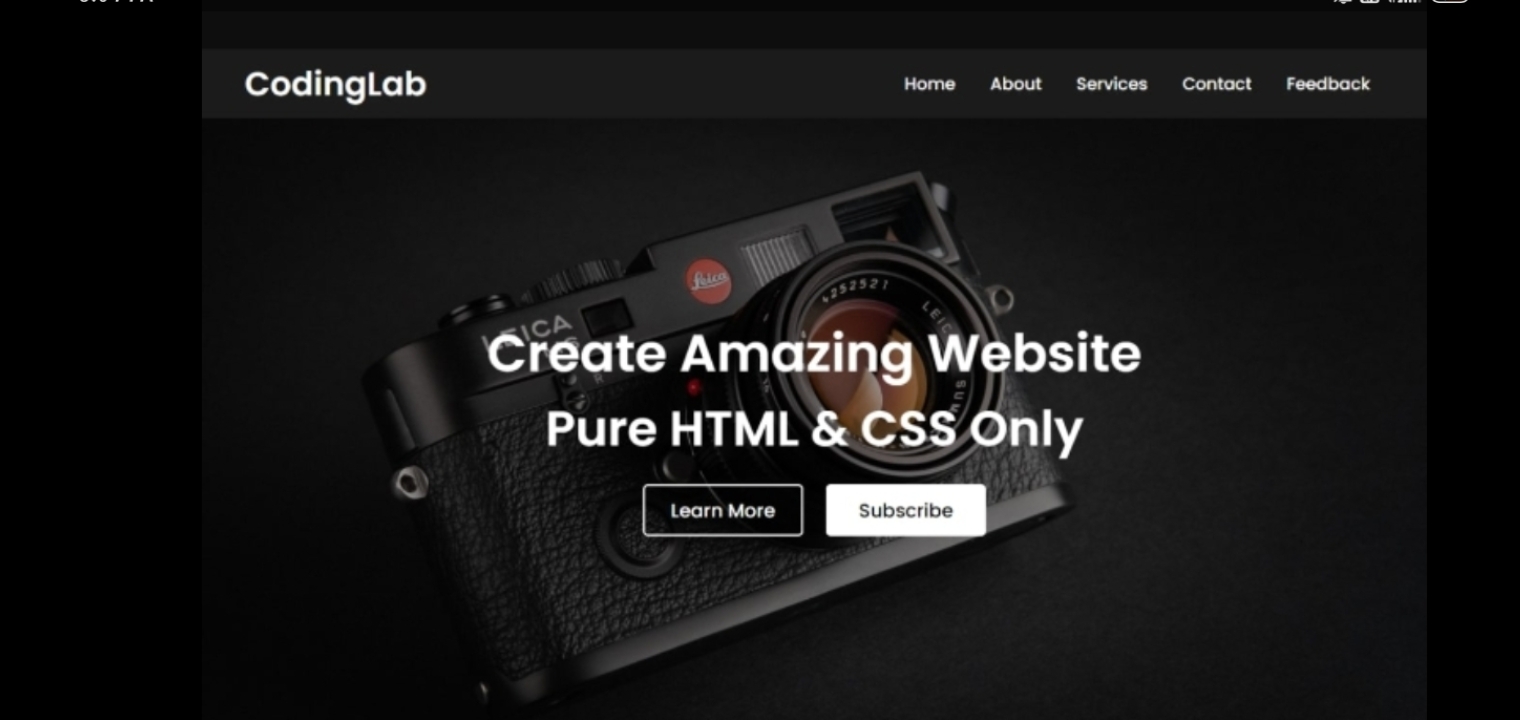 CodingLab
Home About Services Contact Feedback
Leica
LEICA
4252521 LEIC
Create Amazing Website
Pure HTML & CSS Only
Learn More Subscribe